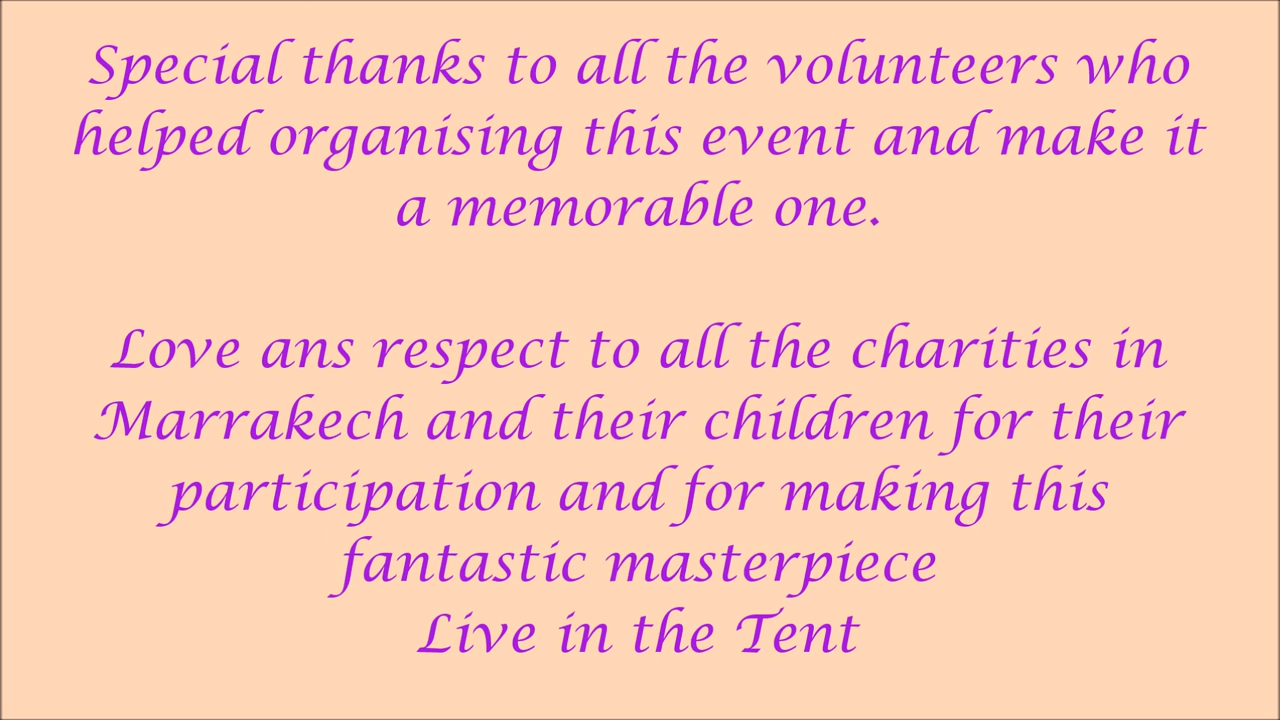 Special thanks to all the volunteers who
helped organising this event and make it
a memorable one.
Love ans respect to all the charities in
Marrakech and their children for their
participation and for making this
fantastic masterpiece
Live in the Tent